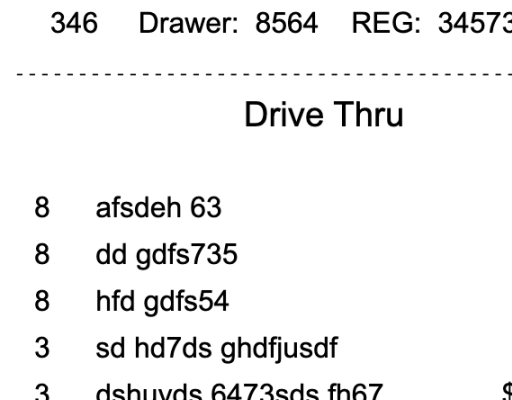 346 Drawer: 8564 REG: 34573
Drive Thru
8 afsdeh 63
8 dd gdfs735
8 hfd gdfs54
3 sd hd7ds ghdfjusdf
3 dshuyds 6473sds fh67 $